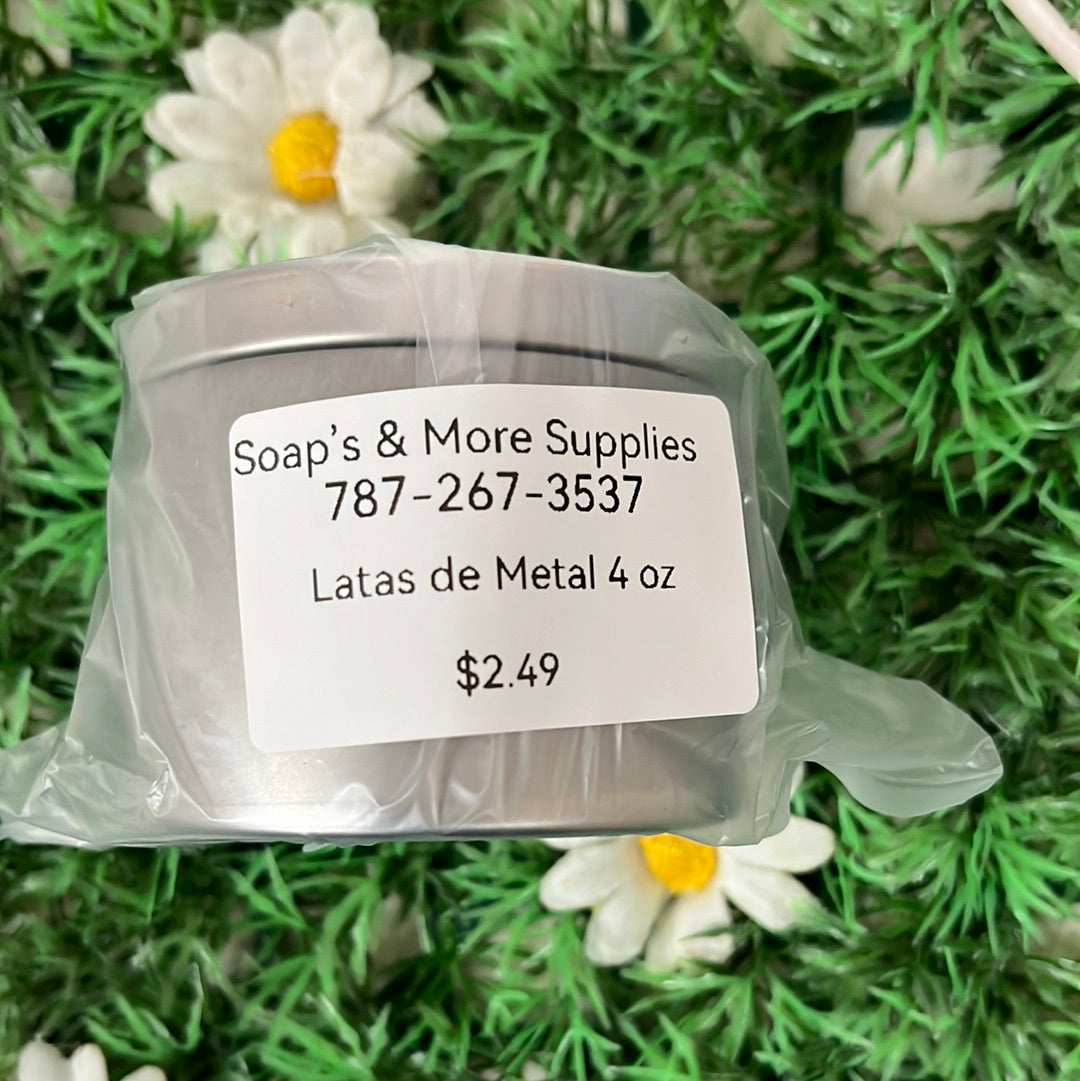 Soap's & More Supplies
787-267-3537
Latas de Metal 4 oz
$2.49